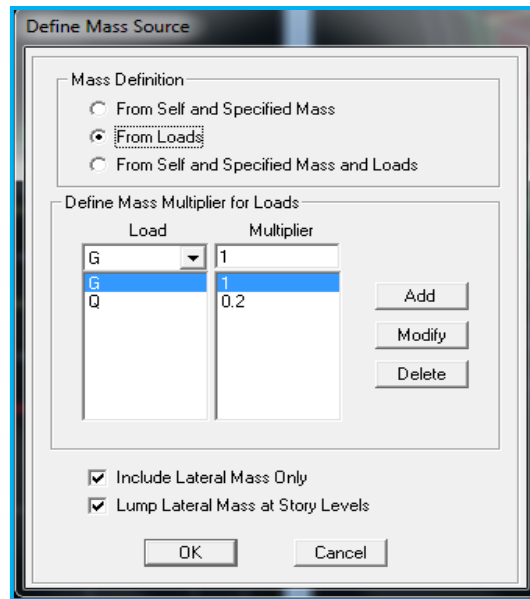 Define Mass Source
Mass Definition
From Self and Specified Mass
From Loads
From Self and Specified Mass and Loads
Define Mass Multiplier for Loads
Load Multiplier
G 1
G 1
Q 0.2
Add
Modify
Delete
Include Lateral Mass Only
Lump Lateral Mass at Story Levels
OK Cancel